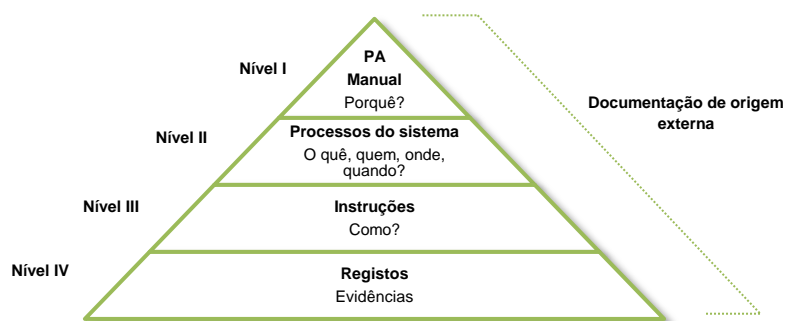 Nível I
PA
Manual
Porquê?
Nível II
Processos do sistema
O quê, quem, onde,
quando?
Nível III
Instruções
Como?
Nível IV
Registos
Evidências
Documentação de origem
externa